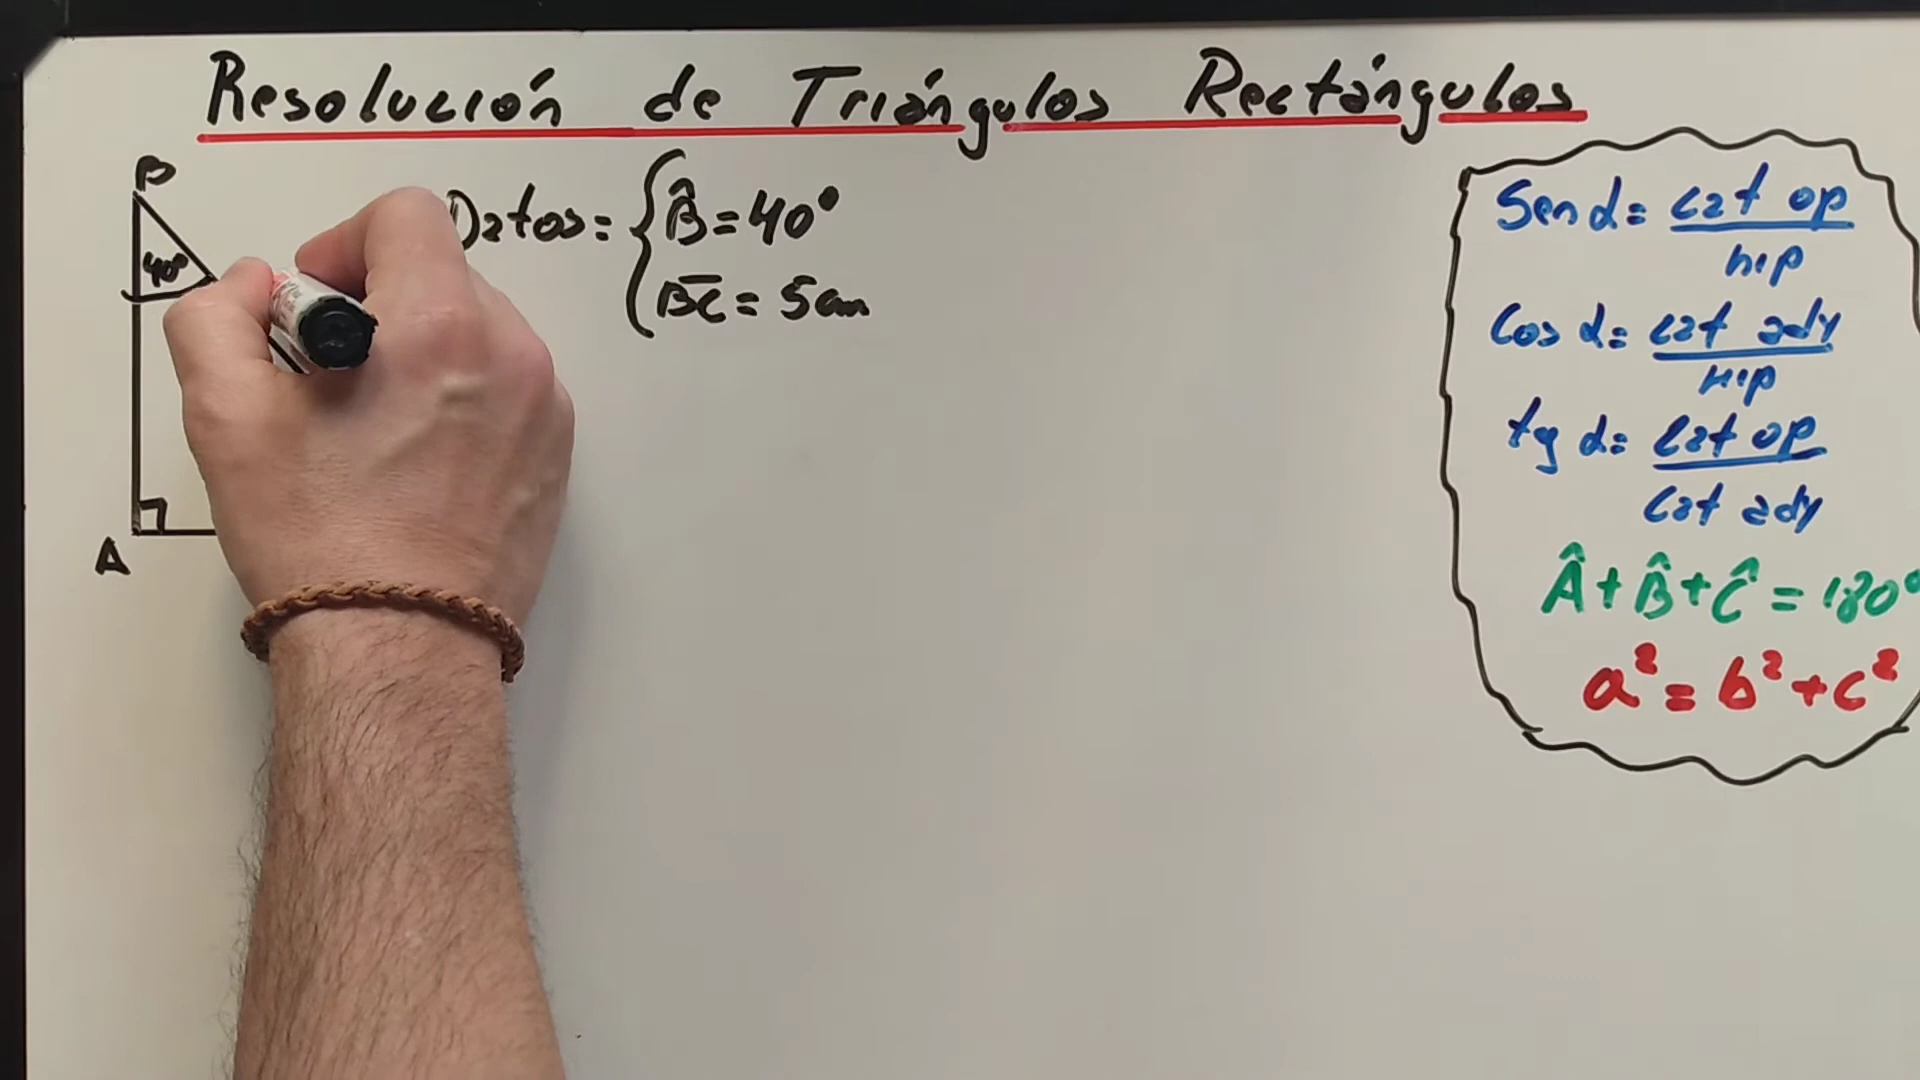 Resolución de Triángulos Rectángulos
B
40°
A
Datos = { B̂ = 40°
BC̅ = 5cm
Sen α = cat op / hip
Cos α = cat ady / hip
tg α = cat op / cat ady
Â + B̂ + Ĉ = 180°
a² = b² + c²